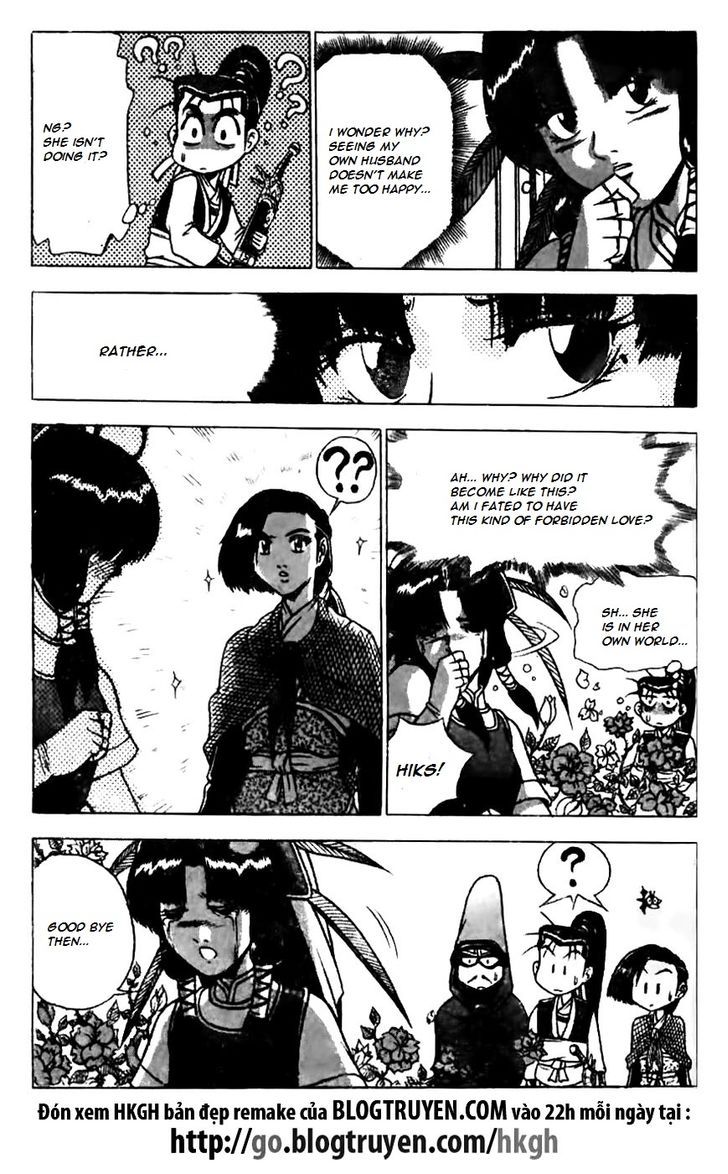 NG?
SHE ISN'T
DOING IT?
? ? ? ?
I WONDER WHY?
SEEING MY
OWN HUSBAND
DOESN'T MAKE
ME TOO HAPPY...
RATHER...
??
AH... WHY? WHY DID IT
BECOME LIKE THIS?
AM I FATED TO HAVE
THIS KIND OF FORBIDDEN LOVE?
SH... SHE
IS IN HER
OWN WORLD...
HIKS!
GOOD BYE
THEN...
?
Đón xem HKGH bản đẹp remake của BLOGTRUYEN.COM vào 22h mỗi ngày tại :
http://go.blogtruyen.com/hkgh